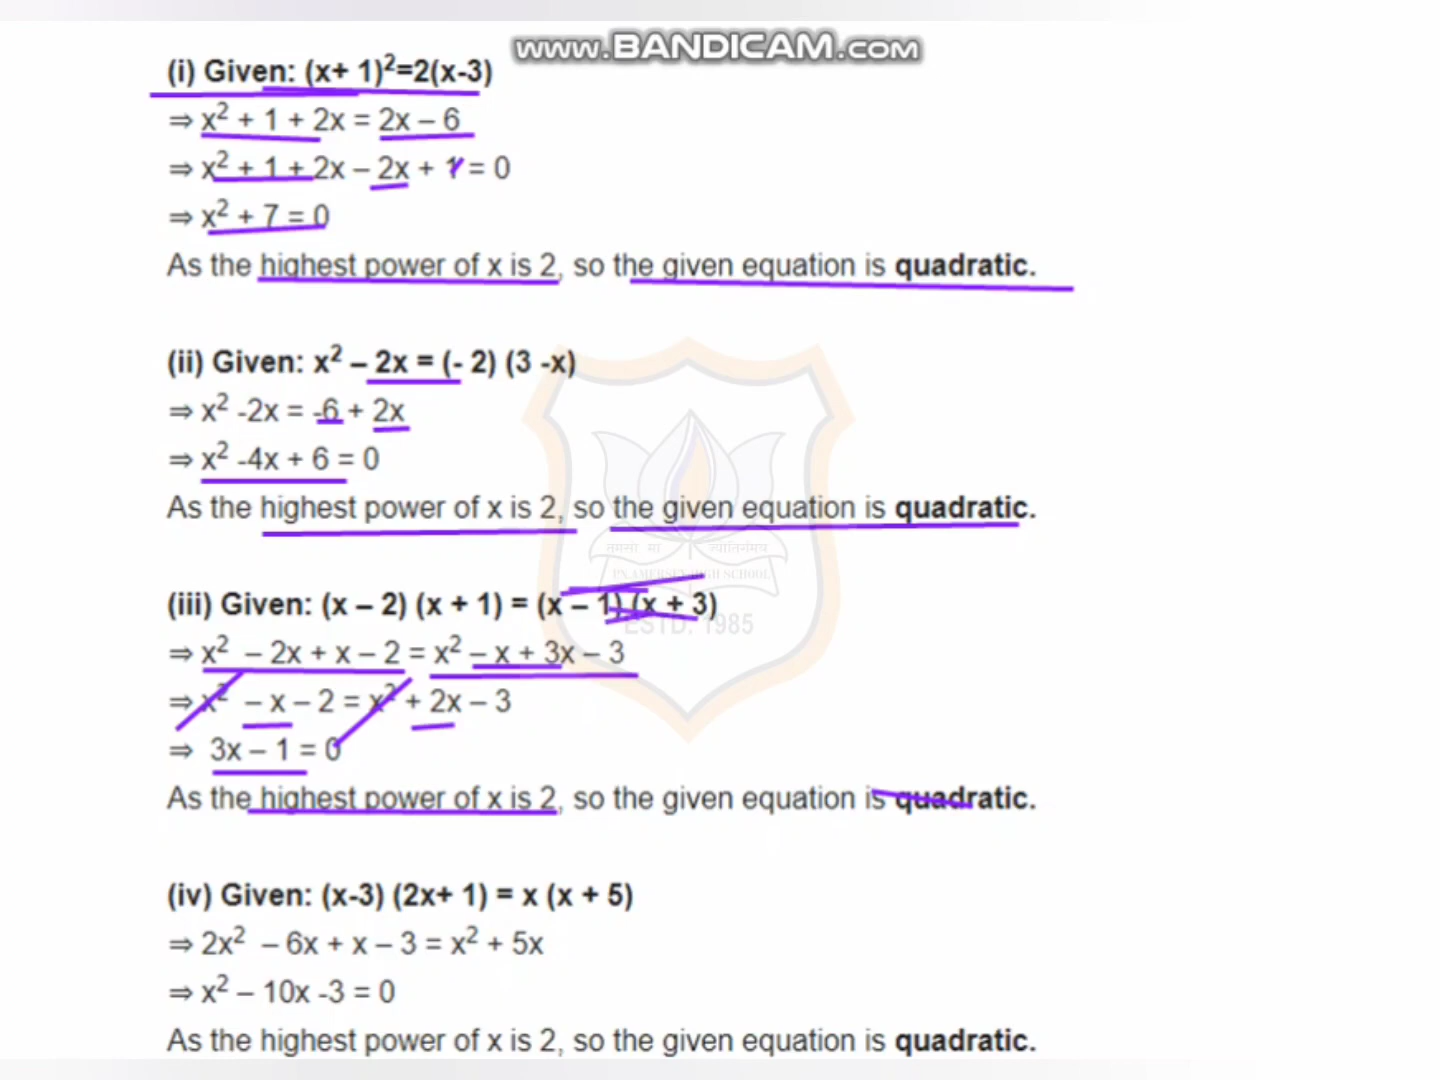 www.BANDICAM.com
(i) Given: (x+ 1)²=2(x-3)
⇒ x² + 1 + 2x = 2x – 6
⇒ x² + 1 + 2x – 2x + = 0
⇒ x² + 7 = 0
As the highest power of x is 2, so the given equation is quadratic.
(ii) Given: x² – 2x = (- 2) (3 -x)
⇒ x² -2x = -6 + 2x
⇒ x² -4x + 6 = 0
As the highest power of x is 2, so the given equation is quadratic.
तमसो मा ज्योतिर्गमय
HIGH SCHOOL
(iii) Given: (x – 2) (x + 1) = (x – 1) (x + 3)
ESTD. 1985
⇒ x² – 2x + x – 2 = x² – x + 3x – 3
⇒ x² – x – 2 = x² + 2x – 3
⇒ 3x – 1 = 0
As the highest power of x is 2, so the given equation is quadratic.
(iv) Given: (x-3) (2x+ 1) = x (x + 5)
⇒ 2x² – 6x + x – 3 = x² + 5x
⇒ x² – 10x -3 = 0
As the highest power of x is 2, so the given equation is quadratic.